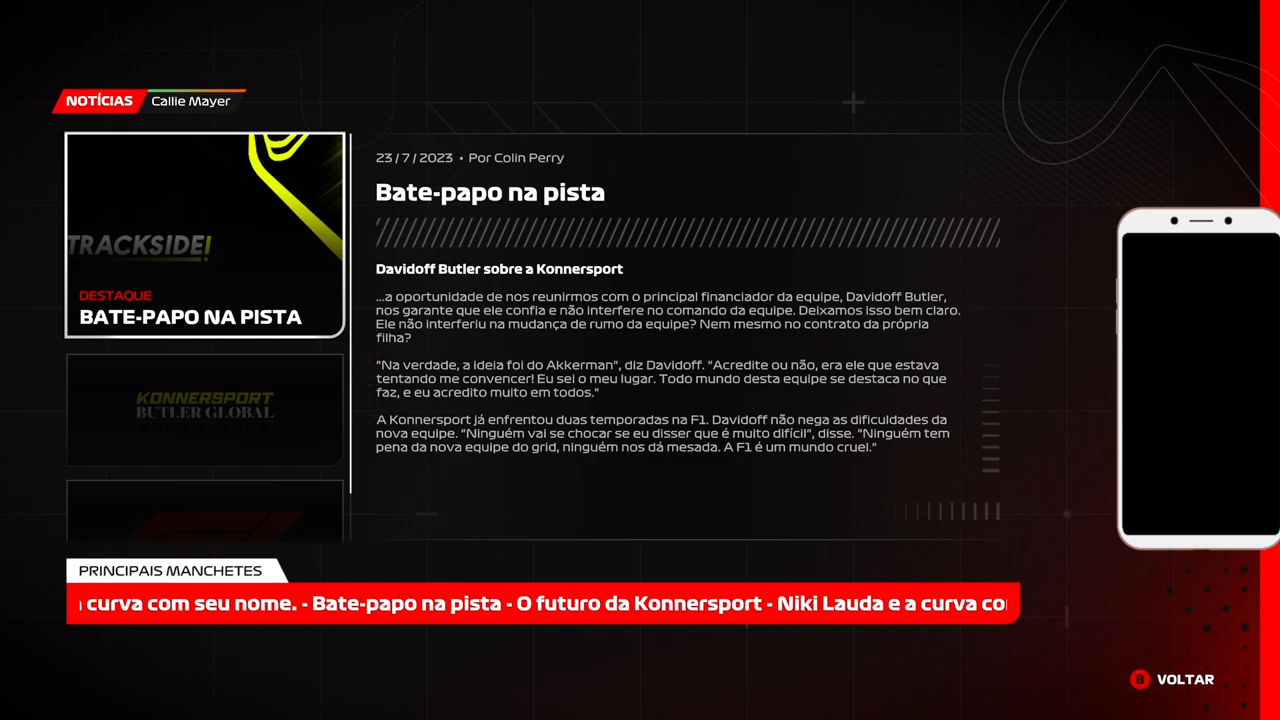 NOTÍCIAS Callie Mayer
TRACKSIDE!
DESTAQUE
BATE-PAPO NA PISTA
KONNERSPORT
BUTLER GLOBAL
23 / 7 / 2023 • Por Colin Perry
Bate-papo na pista
Davidoff Butler sobre a Konnersport
...a oportunidade de nos reunirmos com o principal financiador da equipe, Davidoff Butler,
nos garante que ele confia e não interfere no comando da equipe. Deixamos isso bem claro.
Ele não interferiu na mudança de rumo da equipe? Nem mesmo no contrato da própria
filha?
"Na verdade, a ideia foi do Akkerman", diz Davidoff. "Acredite ou não, era ele que estava
tentando me convencer! Eu sei o meu lugar. Todo mundo desta equipe se destaca no que
faz, e eu acredito muito em todos."
A Konnersport já enfrentou duas temporadas na F1. Davidoff não nega as dificuldades da
nova equipe. "Ninguém vai se chocar se eu disser que é muito difícil", disse. "Ninguém tem
pena da nova equipe do grid, ninguém nos dá mesada. A F1 é um mundo cruel."
PRINCIPAIS MANCHETES
curva com seu nome. - Bate-papo na pista - O futuro da Konnersport - Niki Lauda e a curva co
B VOLTAR